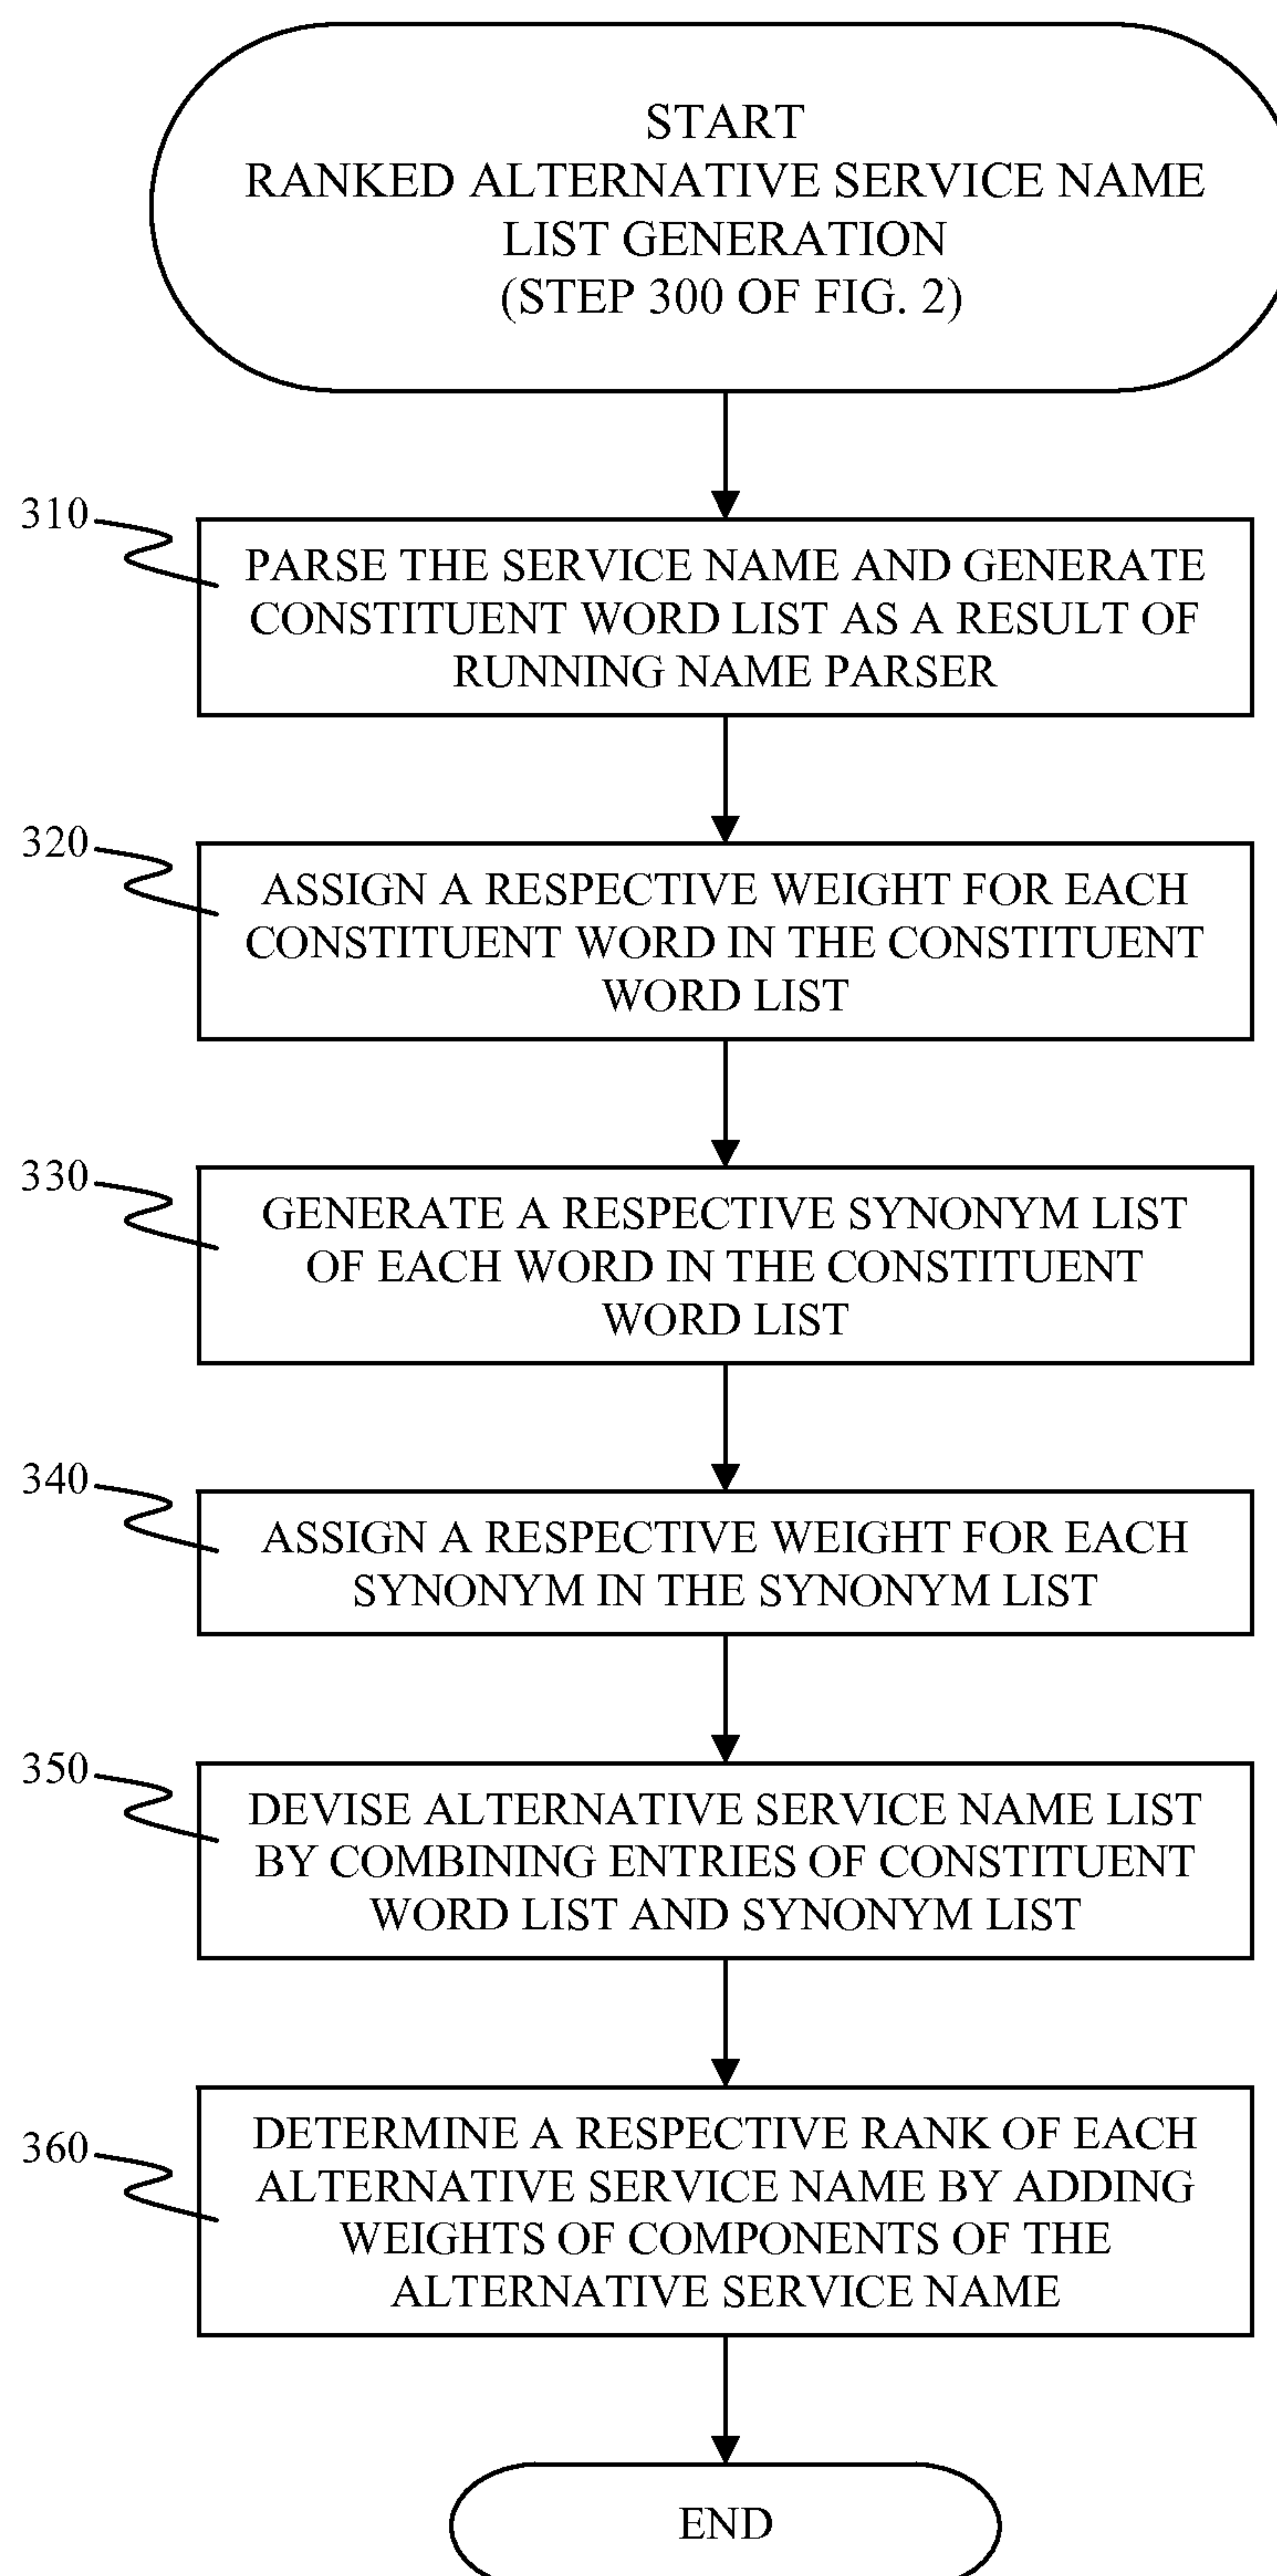 START
RANKED ALTERNATIVE SERVICE NAME
LIST GENERATION
(STEP 300 OF FIG. 2)
310
PARSE THE SERVICE NAME AND GENERATE
CONSTITUENT WORD LIST AS A RESULT OF
RUNNING NAME PARSER
320
ASSIGN A RESPECTIVE WEIGHT FOR EACH
CONSTITUENT WORD IN THE CONSTITUENT
WORD LIST
330
GENERATE A RESPECTIVE SYNONYM LIST
OF EACH WORD IN THE CONSTITUENT
WORD LIST
340
ASSIGN A RESPECTIVE WEIGHT FOR EACH
SYNONYM IN THE SYNONYM LIST
350
DEVISE ALTERNATIVE SERVICE NAME LIST
BY COMBINING ENTRIES OF CONSTITUENT
WORD LIST AND SYNONYM LIST
360
DETERMINE A RESPECTIVE RANK OF EACH
ALTERNATIVE SERVICE NAME BY ADDING
WEIGHTS OF COMPONENTS OF THE
ALTERNATIVE SERVICE NAME
END